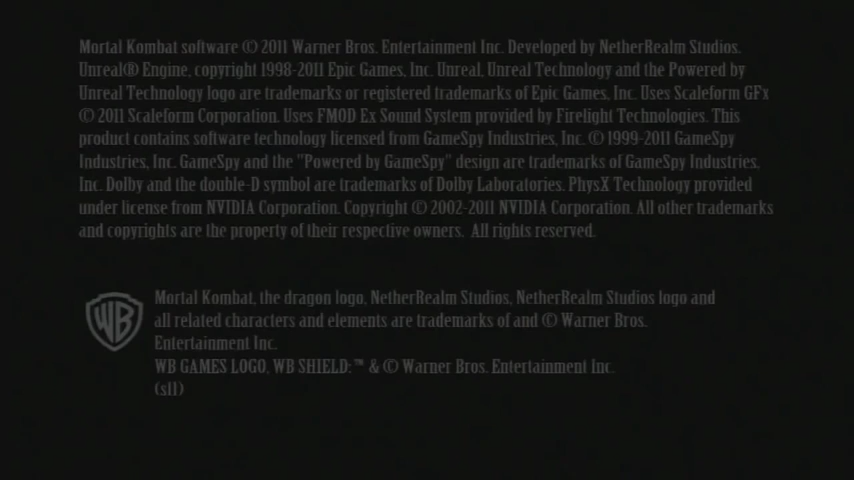 Mortal Kombat software © 2011 Warner Bros. Entertainment Inc. Developed by NetherRealm Studios.
Unreal® Engine, copyright 1998-2011 Epic Games, Inc. Unreal, Unreal Technology and the Powered by
Unreal Technology logo are trademarks or registered trademarks of Epic Games, Inc. Uses Scaleform GFx
© 2011 Scaleform Corporation. Uses FMOD Ex Sound System provided by Firelight Technologies. This
product contains software technology licensed from GameSpy Industries, Inc. © 1999-2011 GameSpy
Industries, Inc. GameSpy and the "Powered by GameSpy" design are trademarks of GameSpy Industries,
Inc. Dolby and the double-D symbol are trademarks of Dolby Laboratories. PhysX Technology provided
under license from NVIDIA Corporation. Copyright © 2002-2011 NVIDIA Corporation. All other trademarks
and copyrights are the property of their respective owners. All rights reserved.
WB
Mortal Kombat, the dragon logo, NetherRealm Studios, NetherRealm Studios logo and
all related characters and elements are trademarks of and © Warner Bros.
Entertainment Inc.
WB GAMES LOGO, WB SHIELD: ™ & © Warner Bros. Entertainment Inc.
(s11)